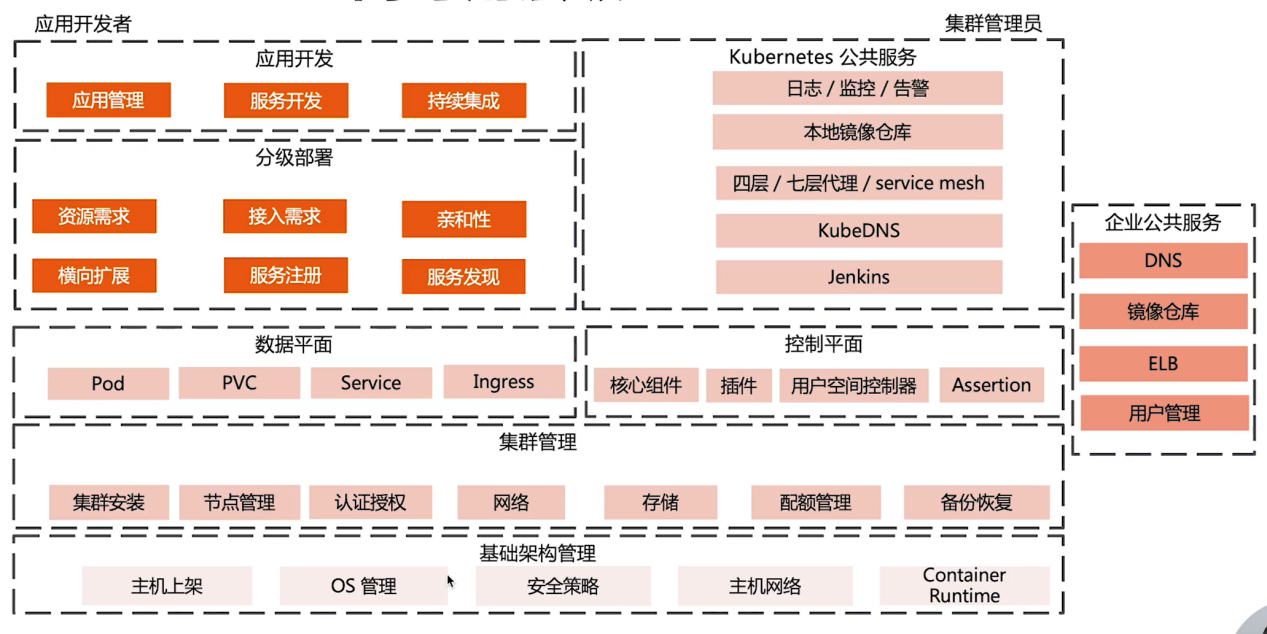 应用开发者
集群管理员
应用开发
应用管理 服务开发 持续集成
分级部署
资源需求 接入需求 亲和性
横向扩展 服务注册 服务发现
Kubernetes 公共服务
日志 / 监控 / 告警
本地镜像仓库
四层 / 七层代理 / service mesh
KubeDNS
Jenkins
企业公共服务
DNS
镜像仓库
ELB
用户管理
数据平面
Pod PVC Service Ingress
控制平面
核心组件 插件 用户空间控制器 Assertion
集群管理
集群安装 节点管理 认证授权 网络 存储 配额管理 备份恢复
基础架构管理
主机上架 OS 管理 安全策略 主机网络 Container
Runtime